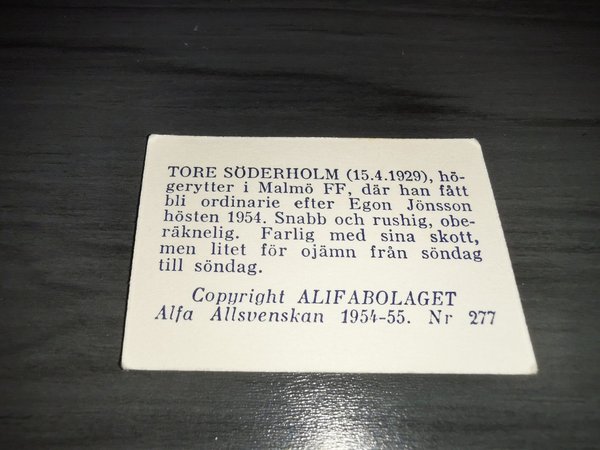 TORE SÖDERHOLM (15.4.1929), hö-
gerytter i Malmö FF, där han fått
bli ordinarie efter Egon Jönsson
hösten 1954. Snabb och rushig, obe-
räknelig. Farlig med sina skott,
men litet för ojämn från söndag
till söndag.
Copyright ALIFABOLAGET
Alfa Allsvenskan 1954-55. Nr 277